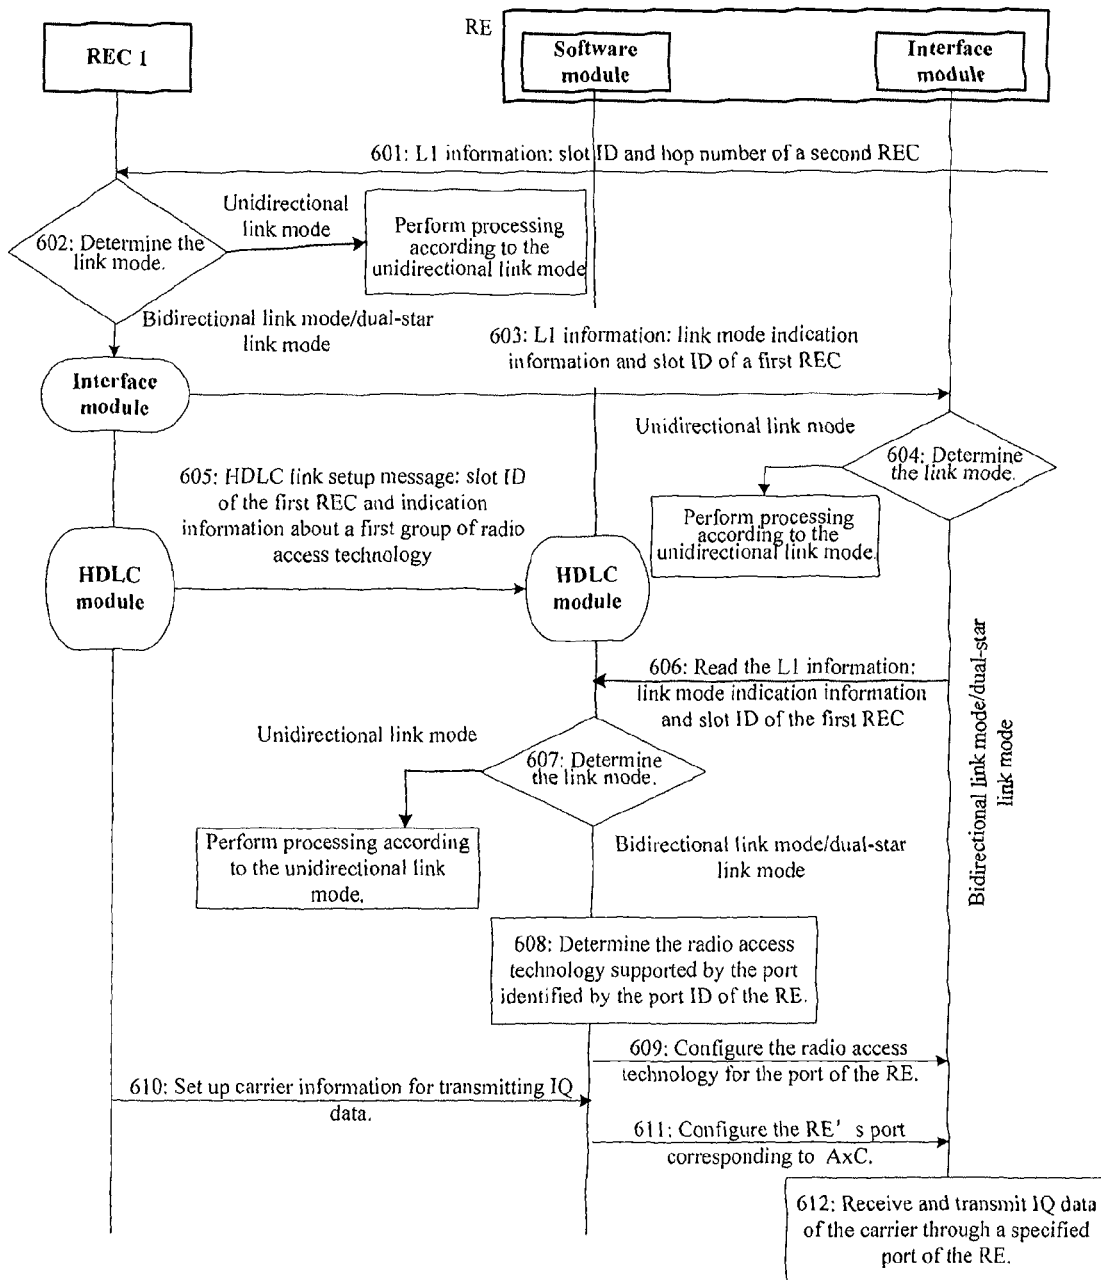 RE
REC 1
Software
module
Interface
module
601: L1 information: slot ID and hop number of a second REC
Unidirectional
link mode
602: Determine the
link mode.
Perform processing
according to the
unidirectional link mode
Bidirectional link mode/dual-star
link mode
603: L1 information: link mode indication
information and slot ID of a first REC
Interface
module
Unidirectional link mode
604: Determine
the link mode.
605: HDLC link setup message: slot ID
of the first REC and indication
information about a first group of radio
access technology
Perform processing
according to the
unidirectional link mode.
HDLC
module
HDLC
module
606: Read the L1 information:
link mode indication information
and slot ID of the first REC
Bidirectional link mode/dual-star
link mode
Unidirectional link mode
607: Determine
the link mode.
Perform processing according
to the unidirectional link
mode.
Bidirectional link mode/dual-star
link mode
608: Determine the radio access
technology supported by the port
identified by the port ID of the RE.
609: Configure the radio access
technology for the port of the RE.
610: Set up carrier information for transmitting IQ
data.
611: Configure the RE's port
corresponding to AxC.
612: Receive and transmit IQ data
of the carrier through a specified
port of the RE.